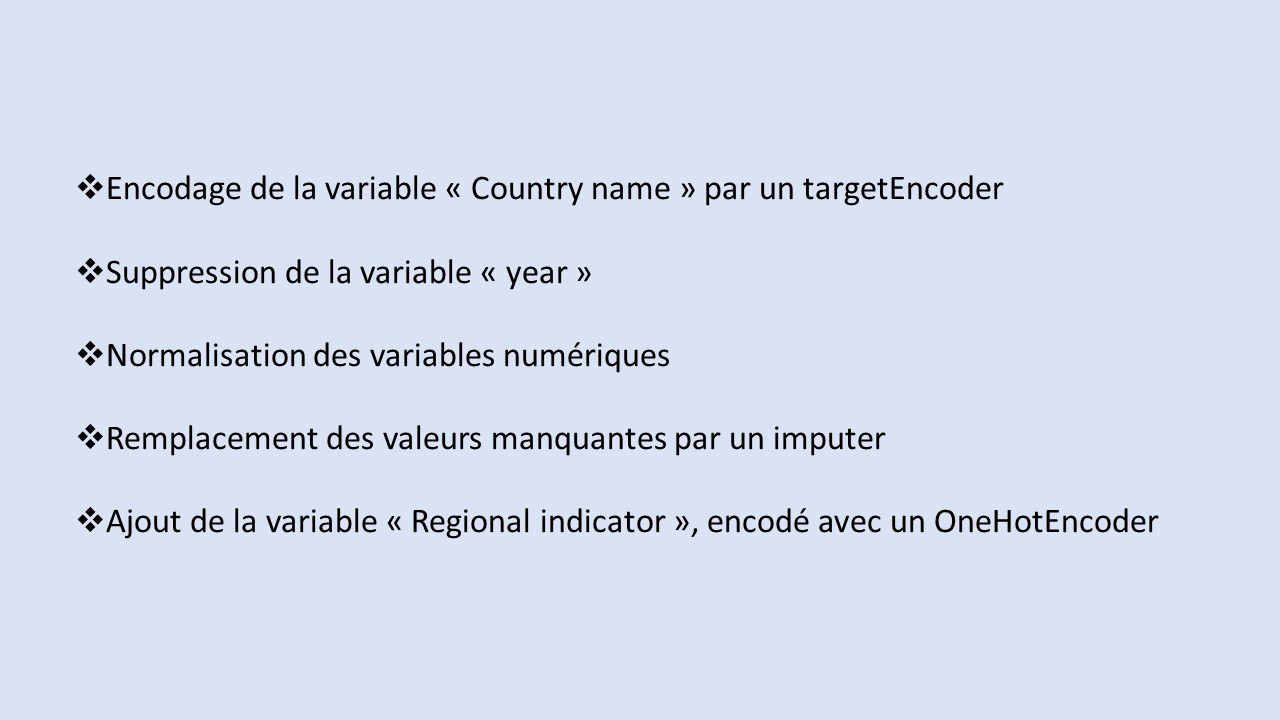 ❖Encodage de la variable « Country name » par un targetEncoder
❖Suppression de la variable « year »
❖Normalisation des variables numériques
❖Remplacement des valeurs manquantes par un imputer
❖Ajout de la variable « Regional indicator », encodé avec un OneHotEncoder